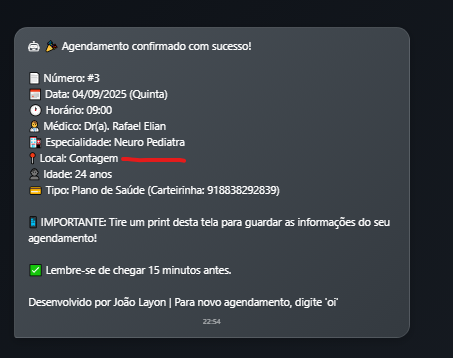 Agendamento confirmado com sucesso!
Número: #3
Data: 04/09/2025 (Quinta)
Horário: 09:00
Médico: Dr(a). Rafael Elian
Especialidade: Neuro Pediatra
Local: Contagem
Idade: 24 anos
Tipo: Plano de Saúde (Carteirinha: 918838292839)
IMPORTANTE: Tire um print desta tela para guardar as informações do seu
agendamento!
Lembre-se de chegar 15 minutos antes.
Desenvolvido por João Layon | Para novo agendamento, digite 'oi'
22:54